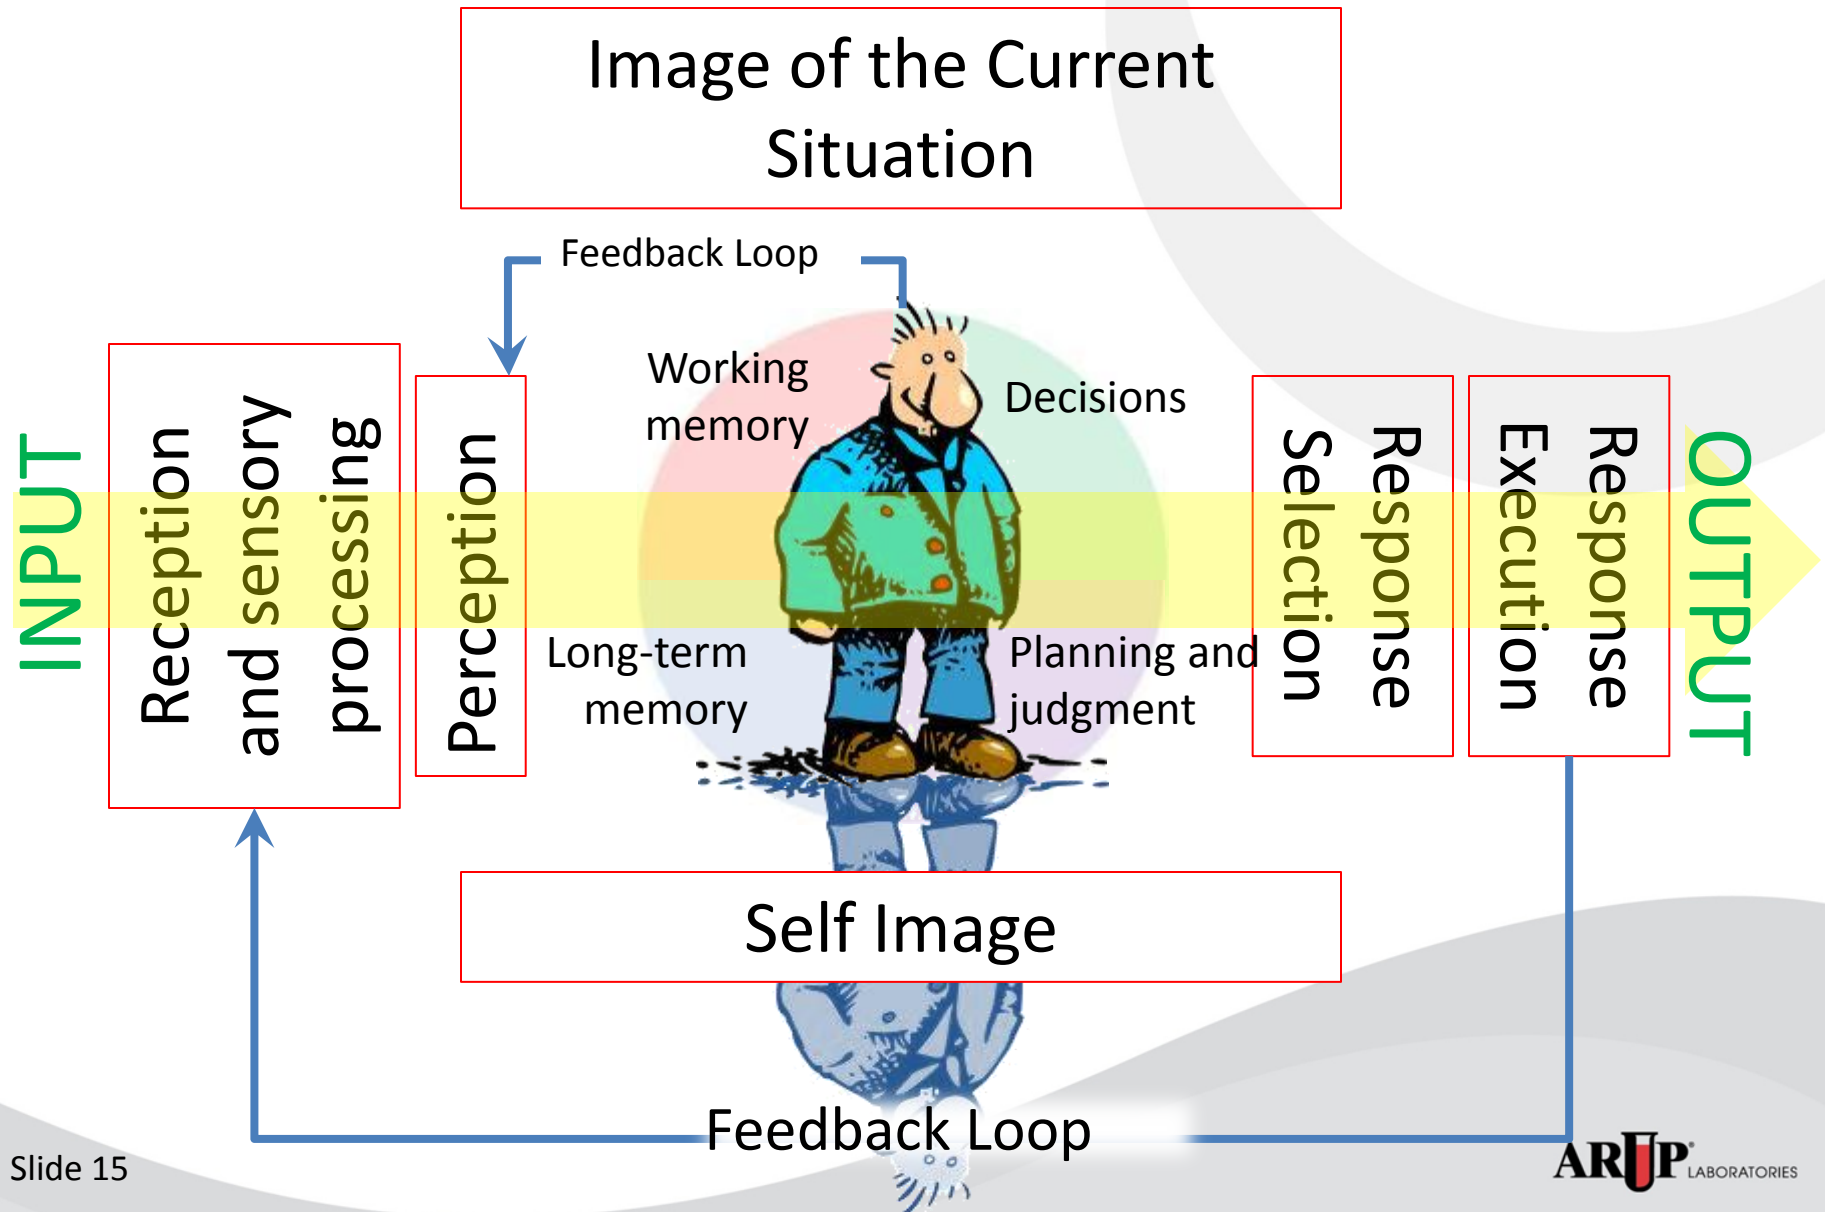 Image of the Current
Situation
Feedback Loop
INPUT
Reception
and sensory
processing
Perception
Working
memory
Decisions
Long-term
memory
Planning and
judgment
Response
Selection
Response
Execution
OUTPUT
Self Image
Feedback Loop
Slide 15
ARUP® LABORATORIES